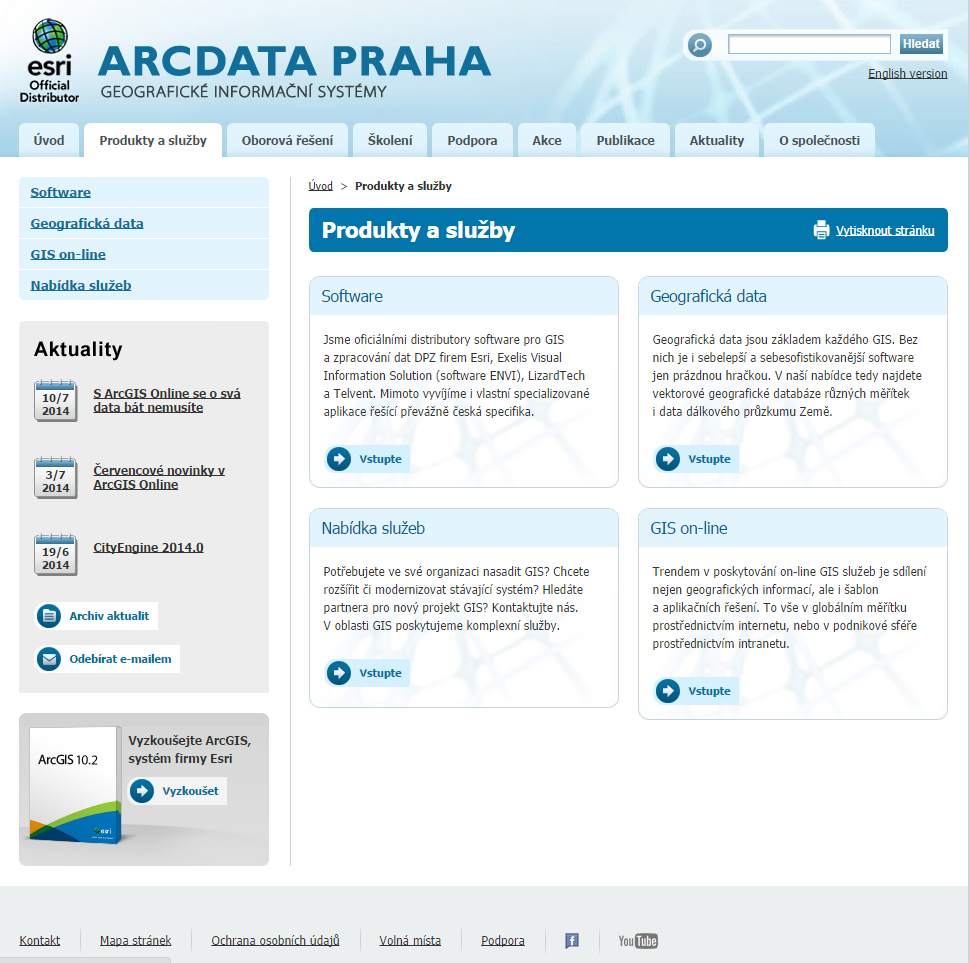 esri
Official
Distributor
ARCDATA PRAHA
GEOGRAFICKÉ INFORMAČNÍ SYSTÉMY
Hledat
English version
Úvod
Produkty a služby
Oborová řešení
Školení
Podpora
Akce
Publikace
Aktuality
O společnosti
Software
Geografická data
GIS on-line
Nabídka služeb
Aktuality
10/7
2014
S ArcGIS Online se o svá
data bát nemusíte
3/7
2014
Červencové novinky v
ArcGIS Online
19/6
2014
CityEngine 2014.0
Archiv aktualit
Odebírat e-mailem
ArcGIS 10.2
esri
Vyzkoušejte ArcGIS,
systém firmy Esri
Vyzkoušet
Úvod > Produkty a služby
Produkty a služby
Vytisknout stránku
Software
Jsme oficiálními distributory software pro GIS
a zpracování dat DPZ firem Esri, Exelis Visual
Information Solution (software ENVI), LizardTech
a Telvent. Mimoto vyvíjíme i vlastní specializované
aplikace řešící převážně česká specifika.
Vstupte
Geografická data
Geografická data jsou základem každého GIS. Bez
nich je i sebelepší a sebesofistikovanější software
jen prázdnou hračkou. V naší nabídce tedy najdete
vektorové geografické databáze různých měřítek
i data dálkového průzkumu Země.
Vstupte
Nabídka služeb
Potřebujete ve své organizaci nasadit GIS? Chcete
rozšířit či modernizovat stávající systém? Hledáte
partnera pro nový projekt GIS? Kontaktujte nás.
V oblasti GIS poskytujeme komplexní služby.
Vstupte
GIS on-line
Trendem v poskytování on-line GIS služeb je sdílení
nejen geografických informací, ale i šablon
a aplikačních řešení. To vše v globálním měřítku
prostřednictvím internetu, nebo v podnikové sféře
prostřednictvím intranetu.
Vstupte
Kontakt
Mapa stránek
Ochrana osobních údajů
Volná místa
Podpora
f
YouTube